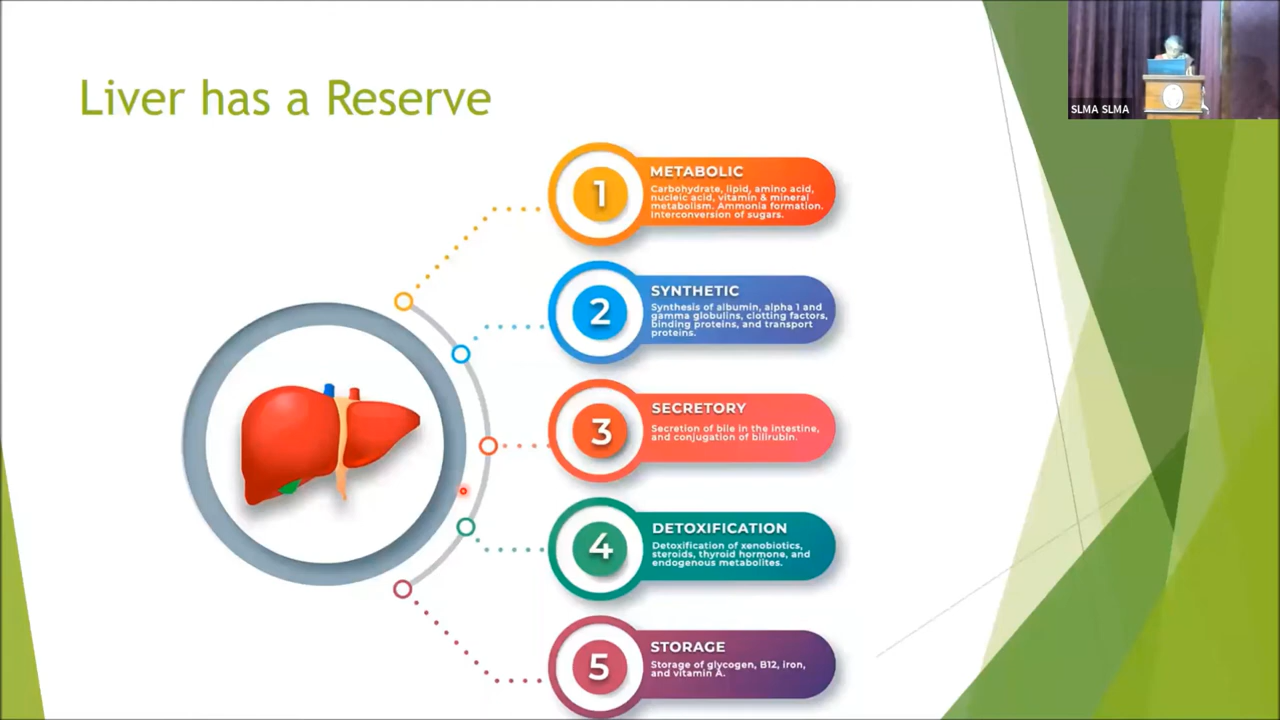 Liver has a Reserve
SLMA SLMA
1
METABOLIC
Carbohydrate, lipid, amino acid,
nucleic acid, vitamin & mineral
metabolism. Ammonia formation.
Interconversion of sugars.
2
SYNTHETIC
Synthesis of albumin, alpha 1 and
gamma globulins, clotting factors,
binding proteins, and transport
proteins.
3
SECRETORY
Secretion of bile in the intestine,
and conjugation of bilirubin.
4
DETOXIFICATION
Detoxification of xenobiotics,
steroids, thyroid hormone, and
endogenous metabolites.
5
STORAGE
Storage of glycogen, B12, iron,
and vitamin A.